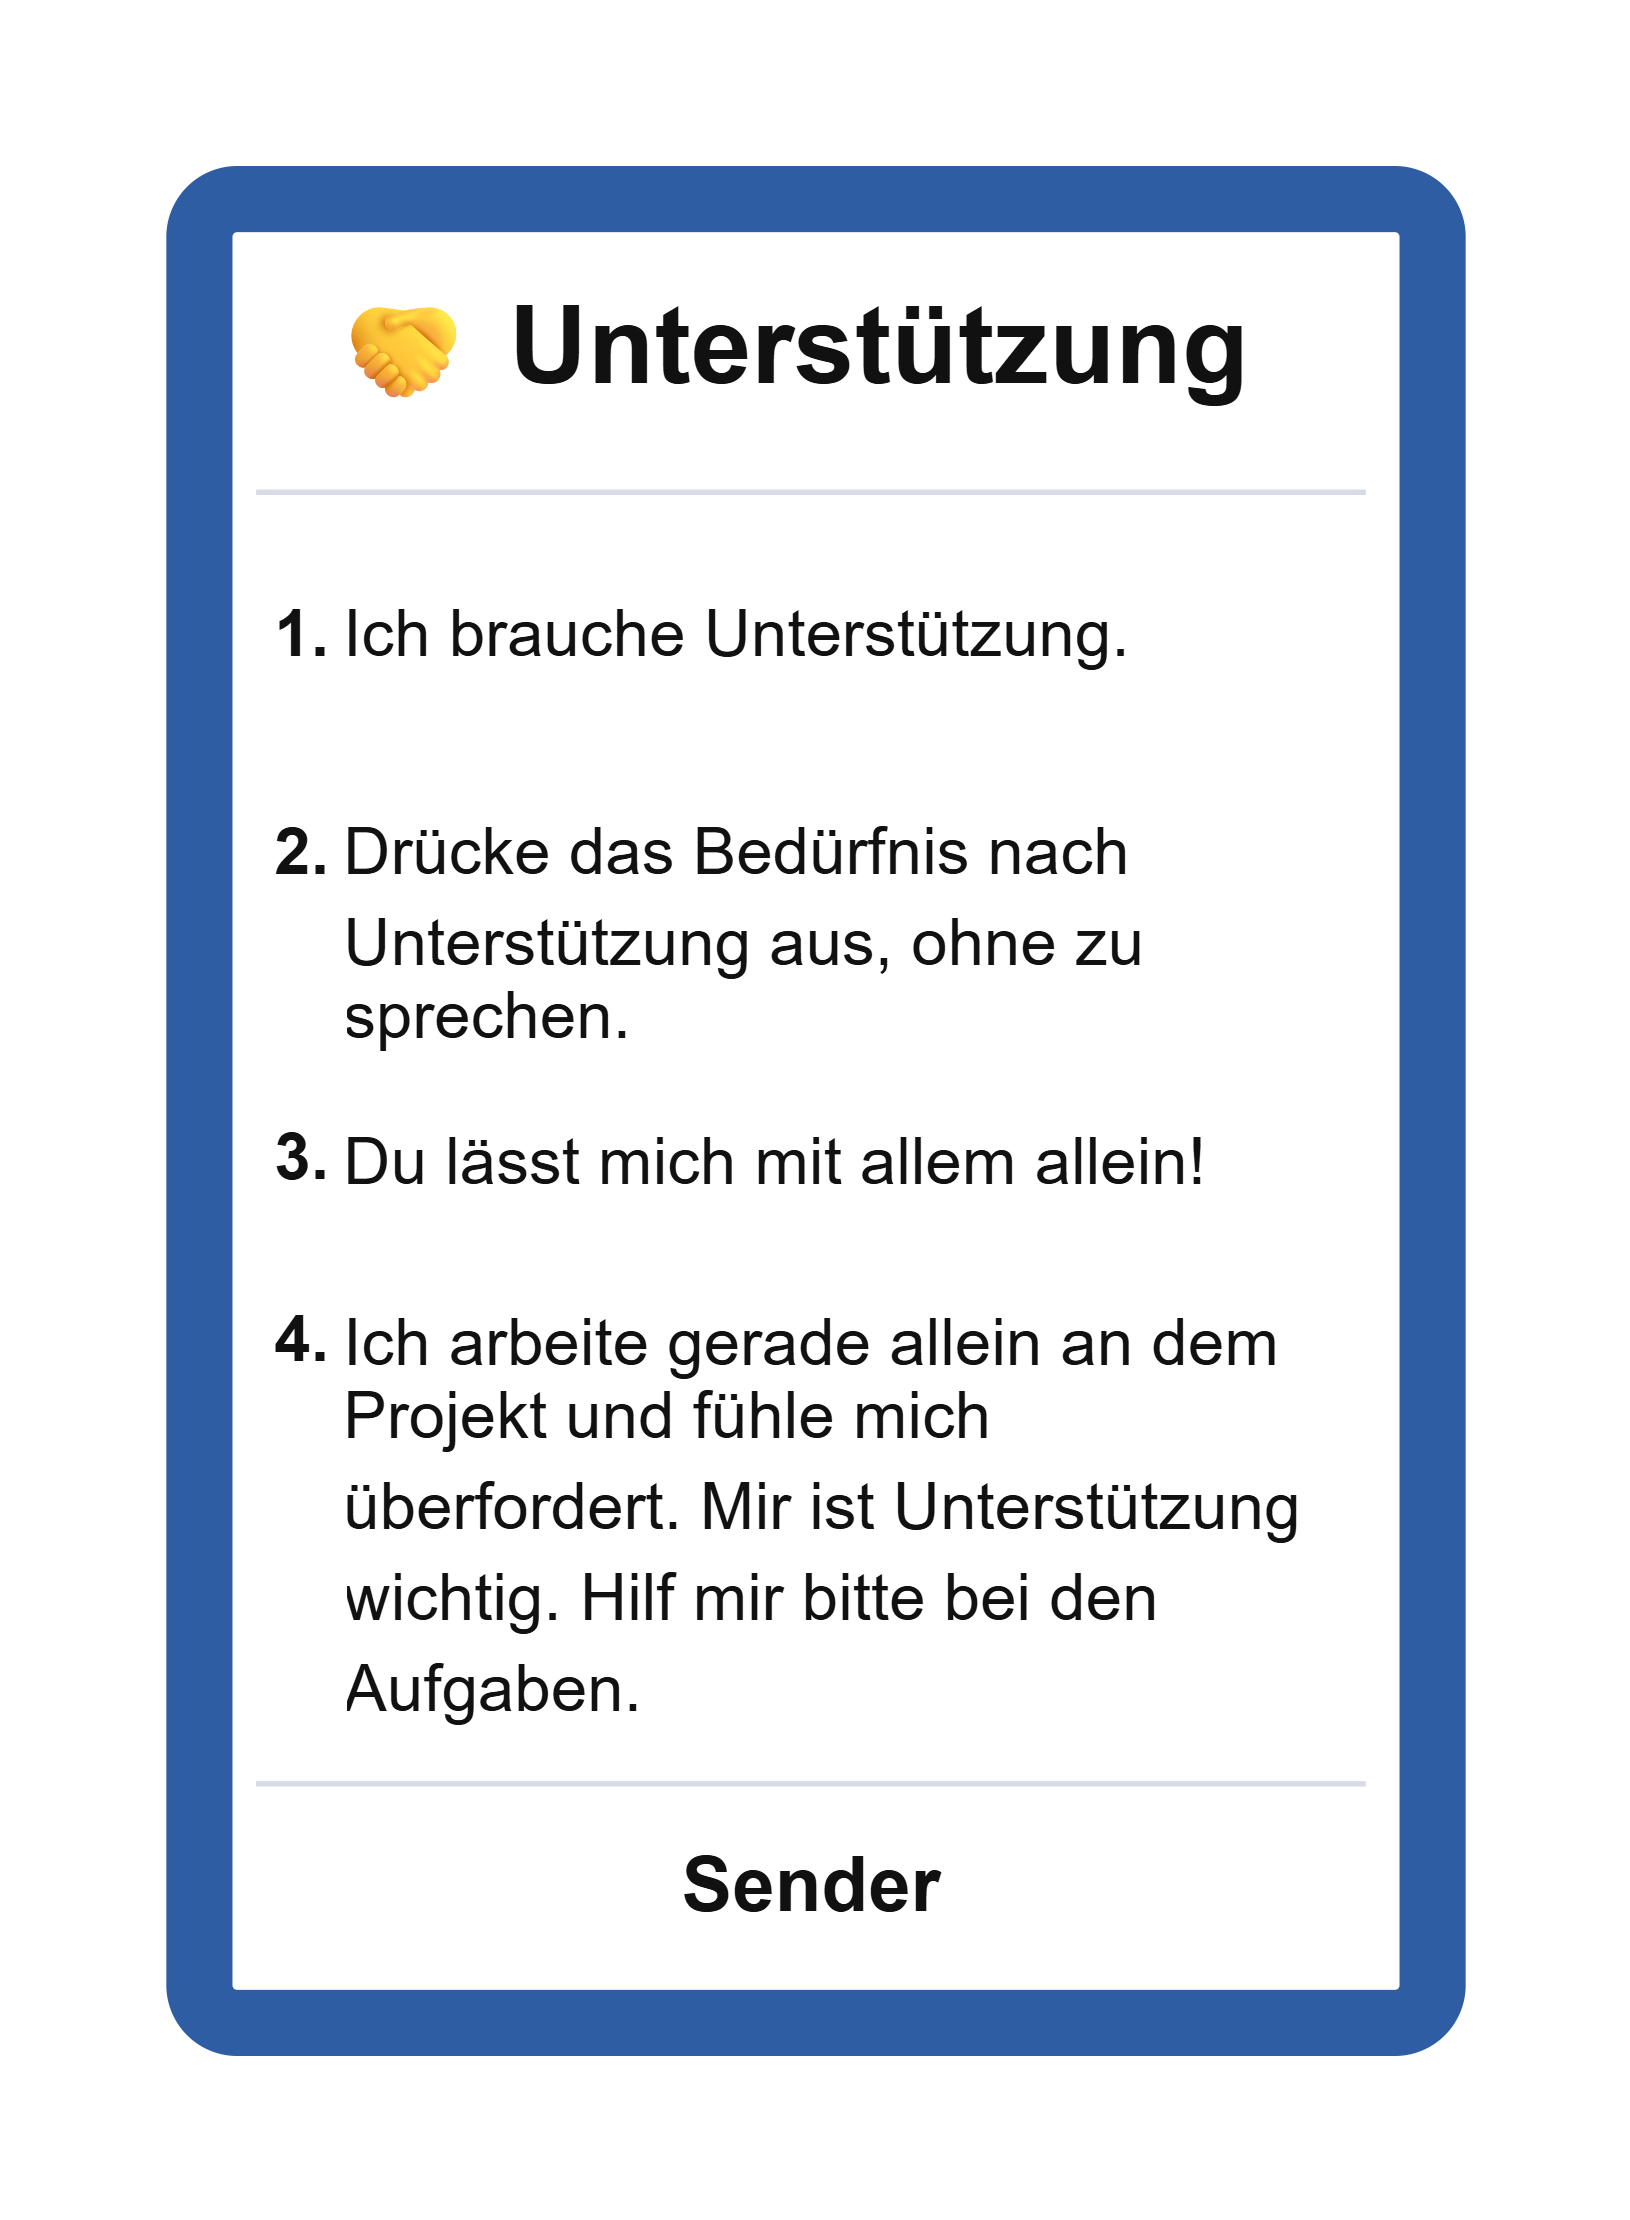 Unterstützung
1. Ich brauche Unterstützung.
2. Drücke das Bedürfnis nach
Unterstützung aus, ohne zu
sprechen.
3. Du lässt mich mit allem allein!
4. Ich arbeite gerade allein an dem
Projekt und fühle mich
überfordert. Mir ist Unterstützung
wichtig. Hilf mir bitte bei den
Aufgaben.
Sender